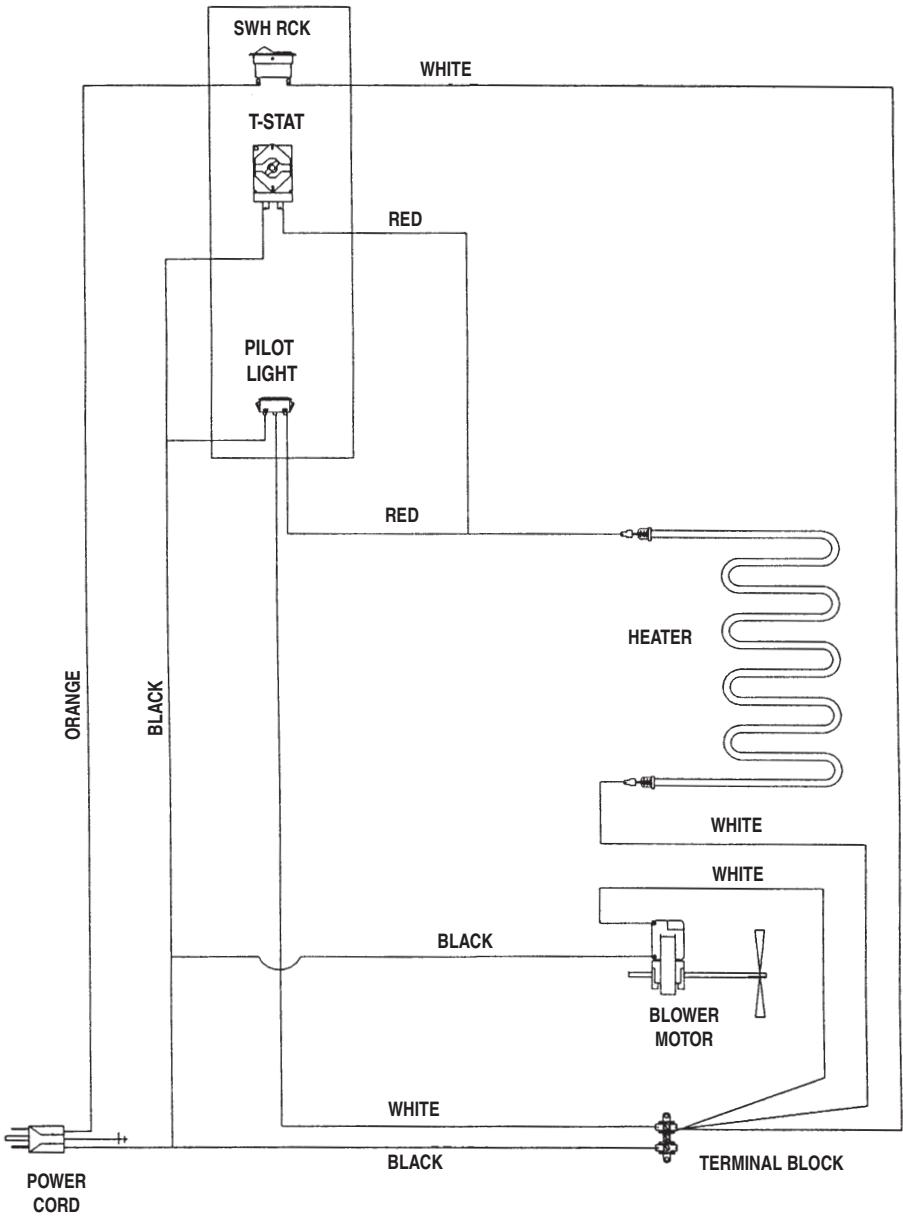 SWH RCK
WHITE
T-STAT
RED
PILOT
LIGHT
RED
HEATER
ORANGE
BLACK
WHITE
WHITE
BLACK
BLOWER
MOTOR
WHITE
BLACK
TERMINAL BLOCK
POWER
CORD